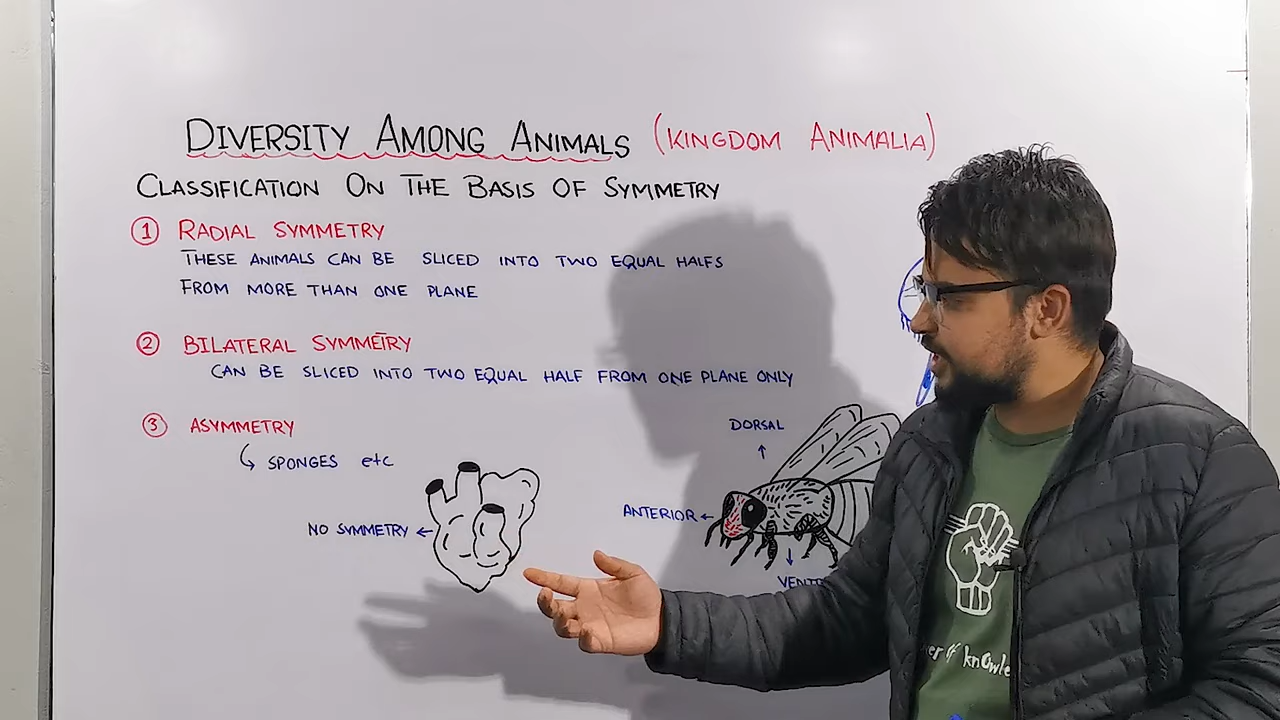 DIVERSITY AMONG ANIMALS (KINGDOM ANIMALIA)
CLASSIFICATION ON THE BASIS OF SYMMETRY
1 RADIAL SYMMETRY
THESE ANIMALS CAN BE SLICED INTO TWO EQUAL HALFS
FROM MORE THAN ONE PLANE
2 BILATERAL SYMMETRY
CAN BE SLICED INTO TWO EQUAL HALF FROM ONE PLANE ONLY
3 ASYMMETRY
SPONGES etc
NO SYMMETRY
DORSAL
ANTERIOR
of